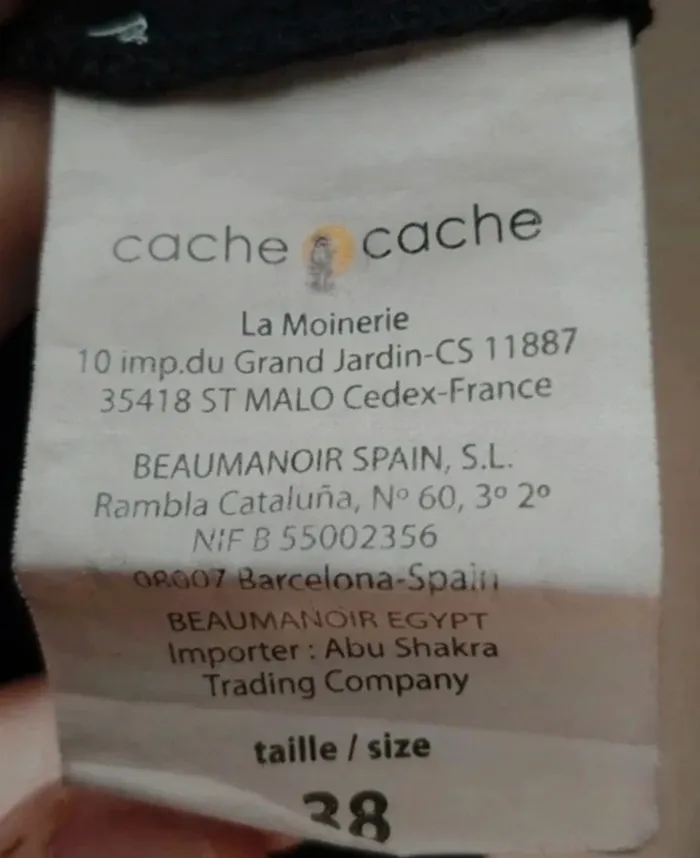 cache cache
La Moinerie
10 imp.du Grand Jardin-CS 11887
35418 ST MALO Cedex-France
BEAUMANOIR SPAIN, S.L.
Rambla Cataluña, Nº 60, 3º 2º
NIF B 55002356
08007 Barcelona-Spain
BEAUMANOIR EGYPT
Importer : Abu Shakra
Trading Company
taille / size
38